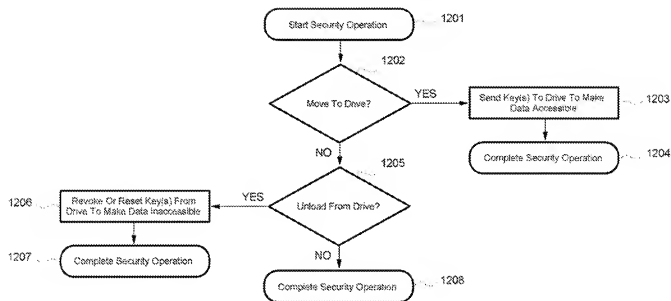 Start Security Operation
1201
1202
Move To Drive?
YES
Send Key(s) To Drive To Make
Data Accessible
1203
NO
Complete Security Operation
1204
1205
Unload From Drive?
YES
1206
Revoke Or Reset Key(s) From
Drive To Make Data Inaccessible
1207
Complete Security Operation
NO
Complete Security Operation
1208